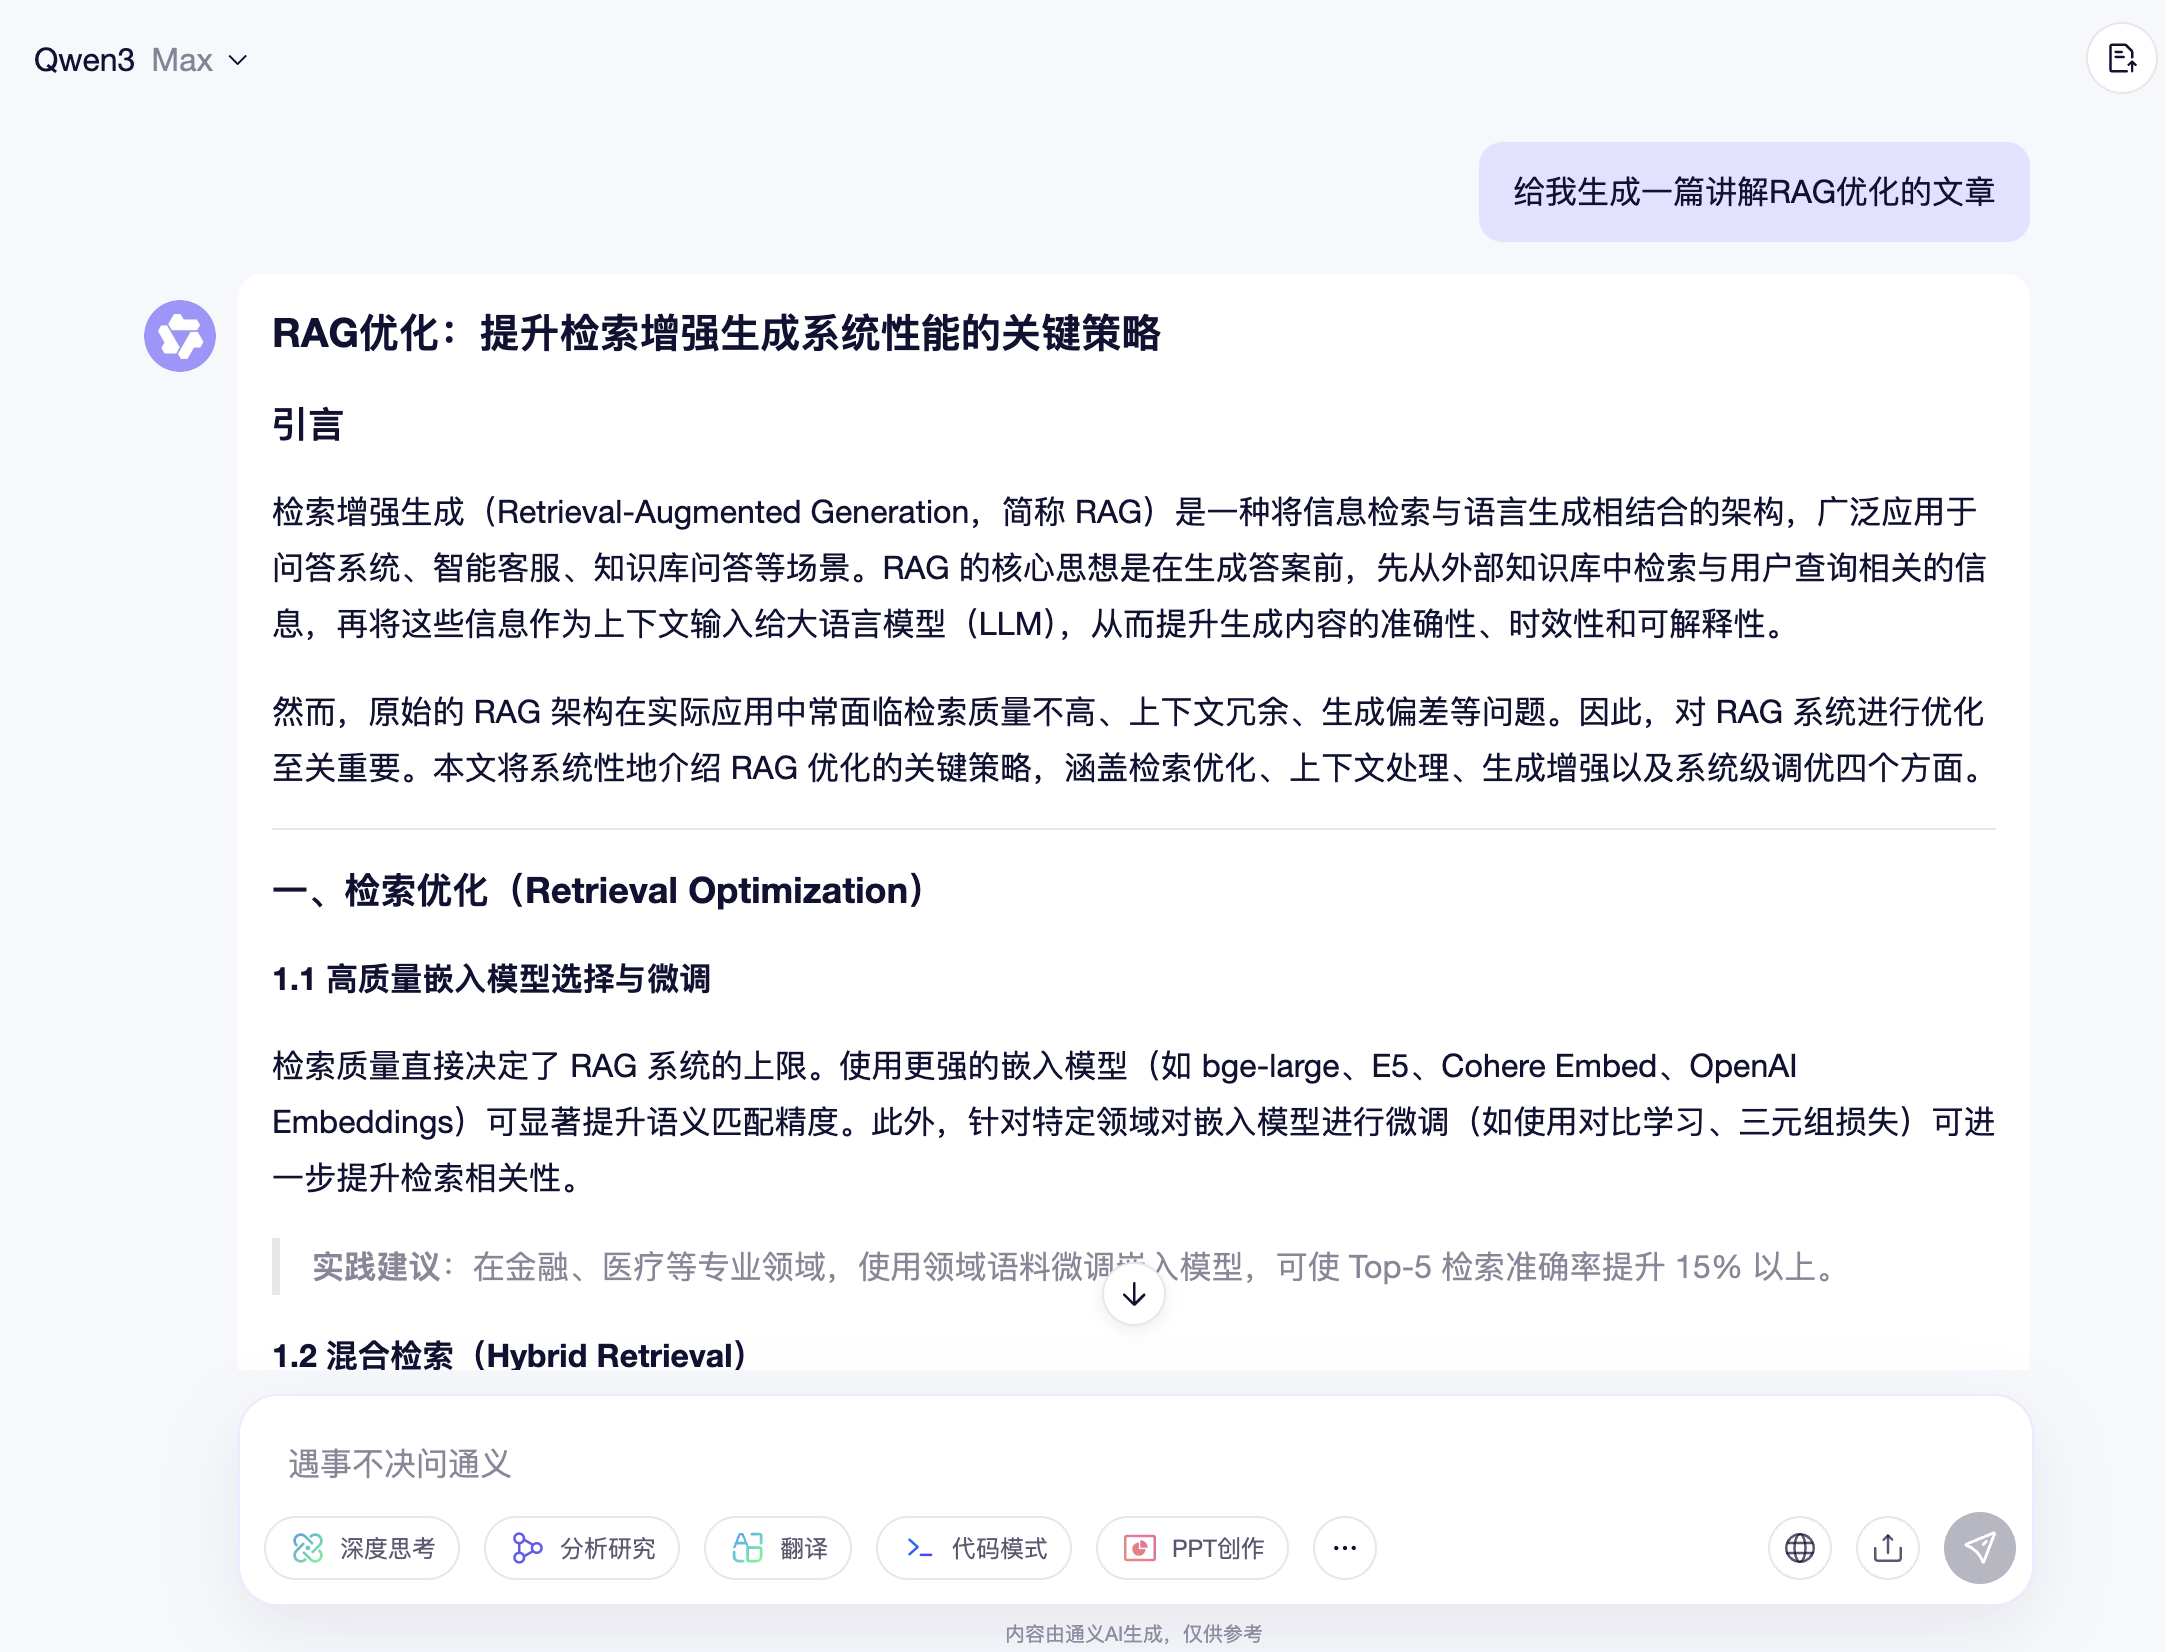 Qwen3 Max
给我生成一篇讲解RAG优化的文章
RAG优化：提升检索增强生成系统性能的关键策略
引言
检索增强生成（Retrieval-Augmented Generation，简称 RAG）是一种将信息检索与语言生成相结合的架构，广泛应用于
问答系统、智能客服、知识库问答等场景。RAG 的核心思想是在生成答案前，先从外部知识库中检索与用户查询相关的信
息，再将这些信息作为上下文输入给大语言模型（LLM），从而提升生成内容的准确性、时效性和可解释性。
然而，原始的 RAG 架构在实际应用中常面临检索质量不高、上下文冗余、生成偏差等问题。因此，对 RAG 系统进行优化
至关重要。本文将系统性地介绍 RAG 优化的关键策略，涵盖检索优化、上下文处理、生成增强以及系统级调优四个方面。
一、检索优化（Retrieval Optimization）
1.1 高质量嵌入模型选择与微调
检索质量直接决定了 RAG 系统的上限。使用更强的嵌入模型（如 bge-large、E5、Cohere Embed、OpenAI
Embeddings）可显著提升语义匹配精度。此外，针对特定领域对嵌入模型进行微调（如使用对比学习、三元组损失）可进
一步提升检索相关性。
实践建议：在金融、医疗等专业领域，使用领域语料微调嵌入模型，可使 Top-5 检索准确率提升 15% 以上。
1.2 混合检索（Hybrid Retrieval）
遇事不决问通义
深度思考 分析研究 翻译 代码模式 PPT创作
内容由通义AI生成，仅供参考